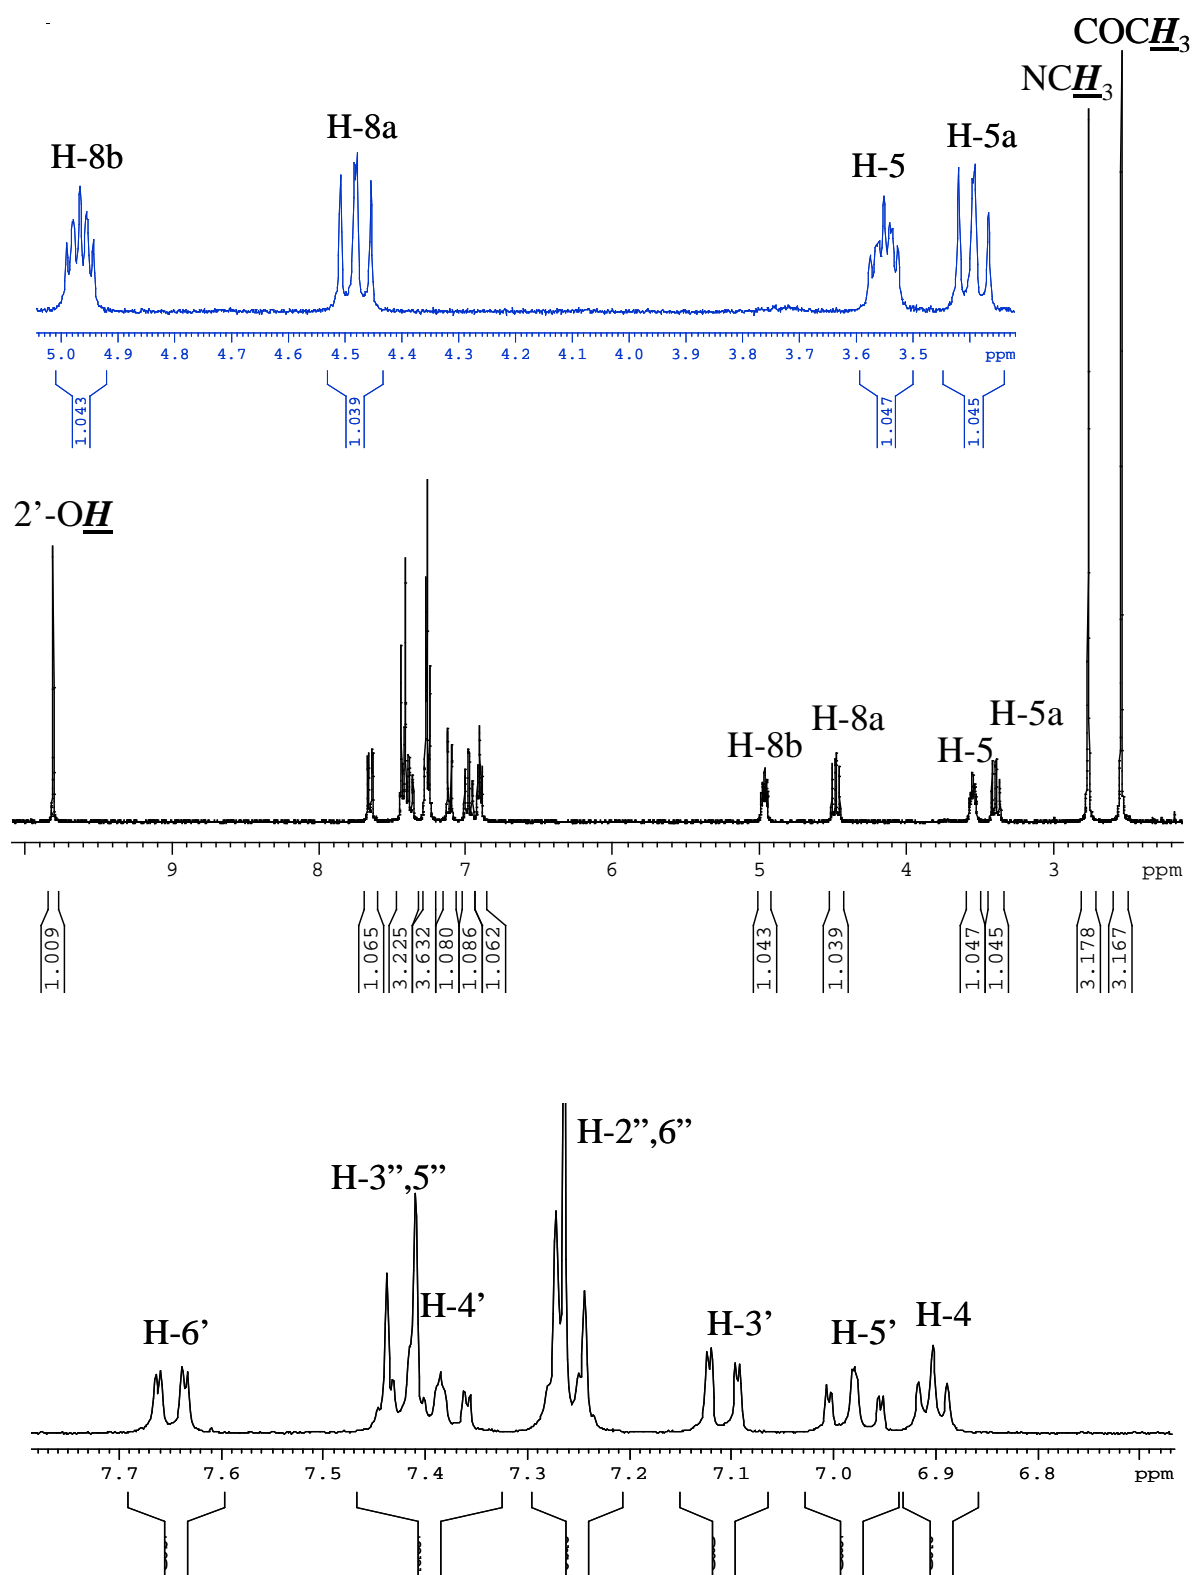 COCH3
NCH3
H-8b
H-8a
H-5
H-5a
5.0 4.9 4.8 4.7 4.6 4.5 4.4 4.3 4.2 4.1 4.0 3.9 3.8 3.7 3.6 3.5 ppm
1.043 1.039 1.047 1.045
2’-OH
H-8b
H-8a
H-5
H-5a
9 8 7 6 5 4 3 ppm
1.009 1.065 3.225 3.632 1.080 1.086 1.062 1.043 1.039 1.047 1.045 3.178 3.167
H-6’
H-3”,5”
H-4’
H-2”,6”
H-3’
H-5’
H-4
7.7 7.6 7.5 7.4 7.3 7.2 7.1 7.0 6.9 6.8 ppm